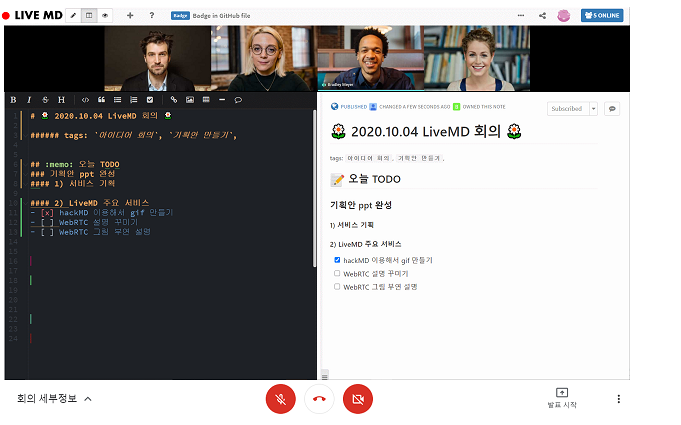 LIVE MD
Badge Badge in GitHub file
5 ONLINE
Bradley Meyer
B I S H
1 # 2020.10.04 LiveMD 회의
2
3 ###### tags: `아이디어 회의`, `기획안 만들기`,
4
5
6 ## :memo: 오늘 TODO
7 ### 기획안 ppt 완성
8 #### 1) 서비스 기획
9
10 #### 2) LiveMD 주요 서비스
11 - [x] hackMD 이용해서 gif 만들기
12 - [ ] WebRTC 설명 꾸미기
13 - [ ] WebRTC 그림 부연 설명
14
15
16
17
18
19
20
21
22
23
24
PUBLISHED CHANGED A FEW SECONDS AGO OWNED THIS NOTE
Subscribed
2020.10.04 LiveMD 회의
tags: 아이디어 회의 , 기획안 만들기 ,
오늘 TODO
기획안 ppt 완성
1) 서비스 기획
2) LiveMD 주요 서비스
hackMD 이용해서 gif 만들기
WebRTC 설명 꾸미기
WebRTC 그림 부연 설명
회의 세부정보
발표 시작